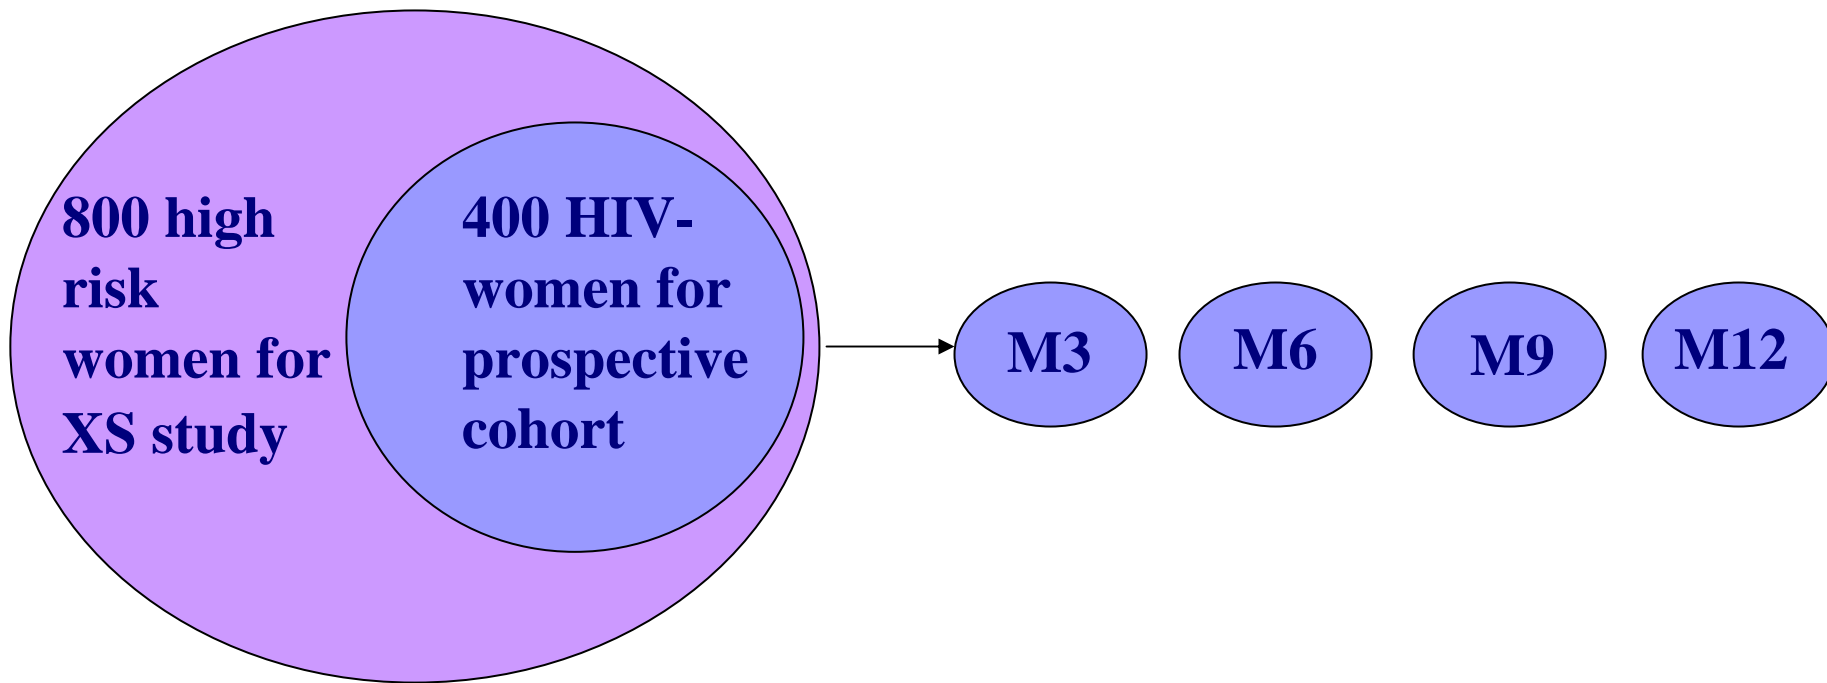 800 high
risk
women for
XS study
400 HIV-
women for
prospective
cohort
M3
M6
M9
M12